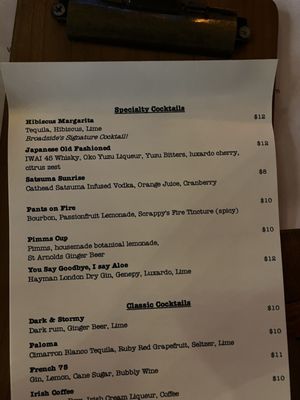 Specialty Cocktails
Hibiscus Margarita $12
Tequila, Hibiscus, Lime
Broadside's Signature Cocktail!
Japanese Old Fashioned $12
IWAI 45 Whisky, Oko Yuzu Liqueur, Yuzu Bitters, luxardo cherry,
citrus zest
Satsuma Sunrise $8
Cathead Satsuma Infused Vodka, Orange Juice, Cranberry
Pants on Fire $10
Bourbon, Passionfruit Lemonade, Scrappy's Fire Tincture (spicy)
Pimms Cup $10
Pimms, housemade botanical lemonade,
St Arnolds Ginger Beer
You Say Goodbye, I say Aloe $12
Hayman London Dry Gin, Genepy, Luxardo, Lime
Classic Cocktails
Dark & Stormy $10
Dark rum, Ginger Beer, Lime
Paloma $10
Cimarron Blanco Tequila, Ruby Red Grapefruit, Seltzer, Lime
French 75 $11
Gin, Lemon, Cane Sugar, Bubbly Wine
Irish Coffee $10
Irish Cream Liqueur, Coffee